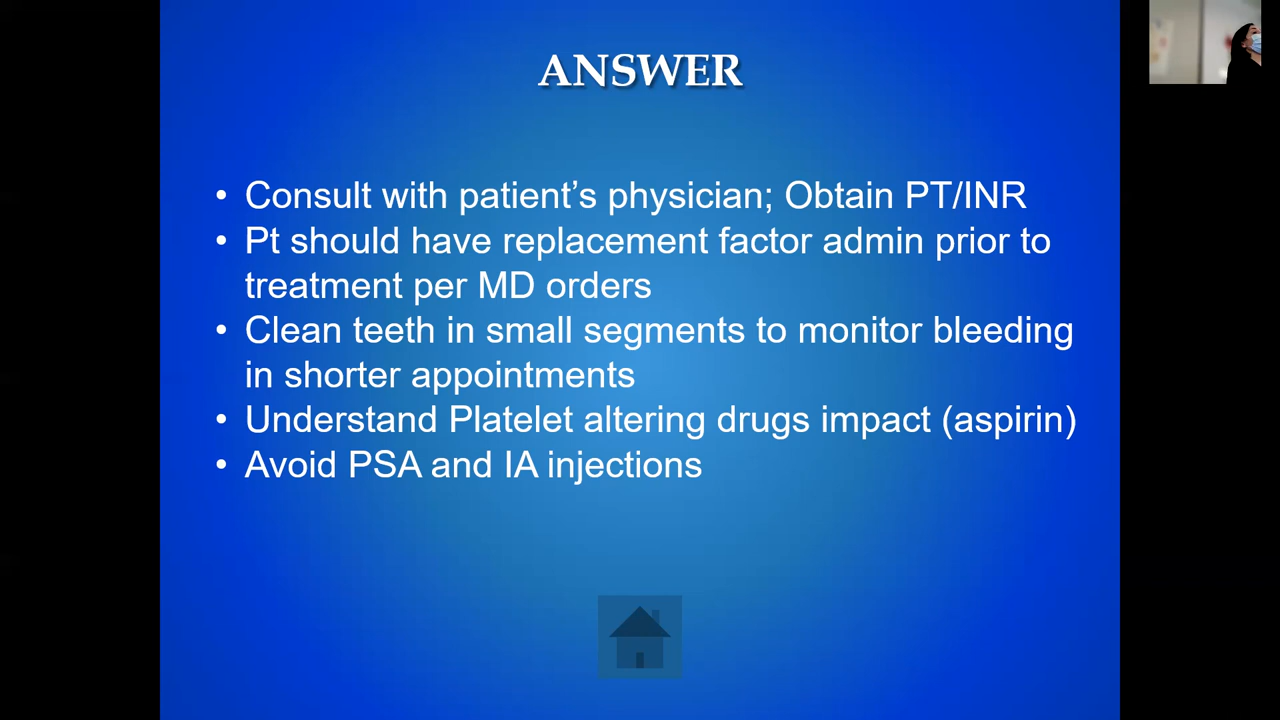 ANSWER
• Consult with patient’s physician; Obtain PT/INR
• Pt should have replacement factor admin prior to
treatment per MD orders
• Clean teeth in small segments to monitor bleeding
in shorter appointments
• Understand Platelet altering drugs impact (aspirin)
• Avoid PSA and IA injections